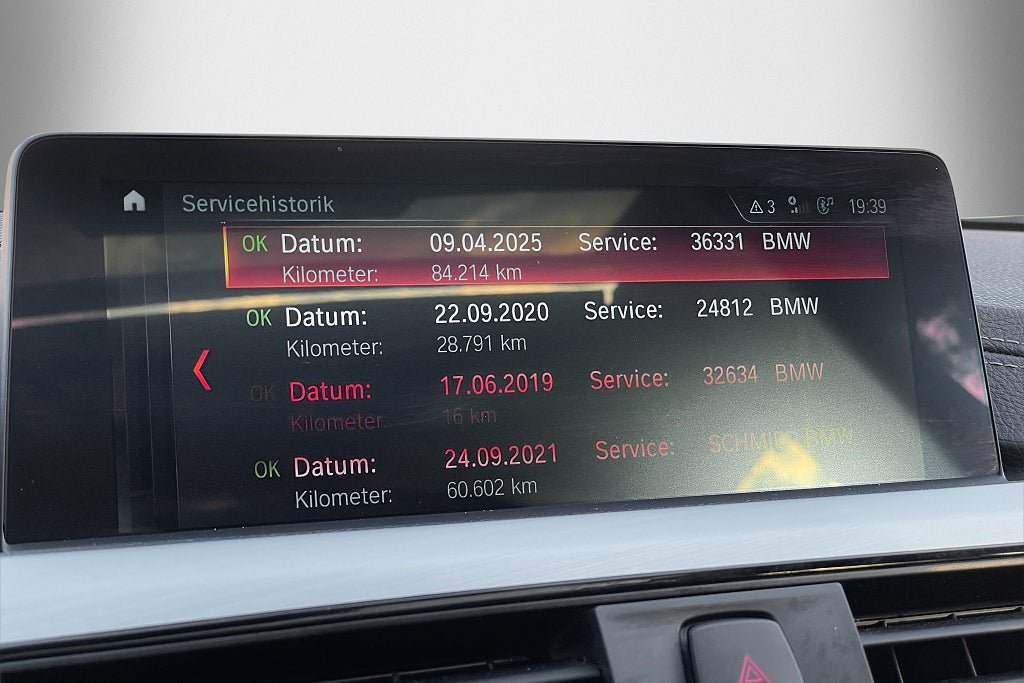 Servicehistorik 3 19:39
OK Datum: 09.04.2025 Service: 36331 BMW
Kilometer: 84.214 km
OK Datum: 22.09.2020 Service: 24812 BMW
Kilometer: 28.791 km
OK Datum: 17.06.2019 Service: 32634 BMW
Kilometer: 16 km
OK Datum: 24.09.2021 Service: BMW
Kilometer: 60.602 km